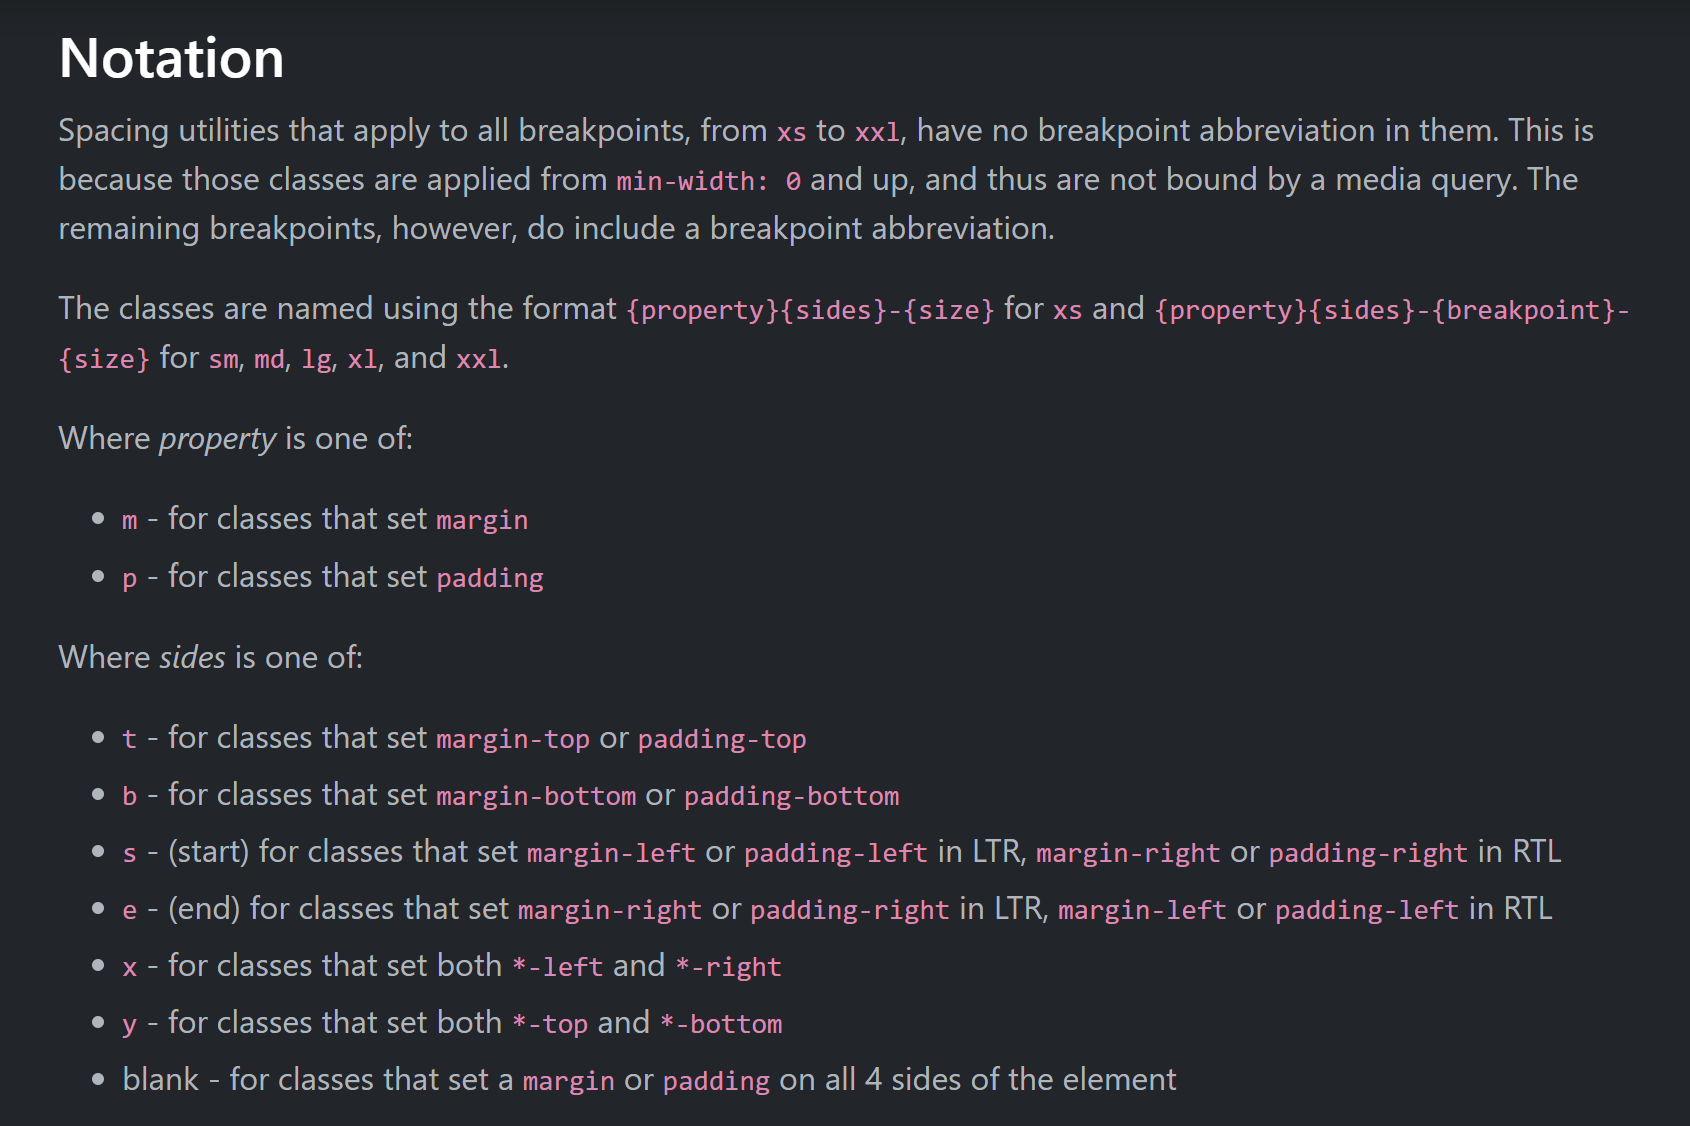 Notation
Spacing utilities that apply to all breakpoints, from xs to xxl, have no breakpoint abbreviation in them. This is
because those classes are applied from min-width: 0 and up, and thus are not bound by a media query. The
remaining breakpoints, however, do include a breakpoint abbreviation.
The classes are named using the format {property}{sides}-{size} for xs and {property}{sides}-{breakpoint}-
{size} for sm, md, lg, xl, and xxl.
Where property is one of:
• m - for classes that set margin
• p - for classes that set padding
Where sides is one of:
• t - for classes that set margin-top or padding-top
• b - for classes that set margin-bottom or padding-bottom
• s - (start) for classes that set margin-left or padding-left in LTR, margin-right or padding-right in RTL
• e - (end) for classes that set margin-right or padding-right in LTR, margin-left or padding-left in RTL
• x - for classes that set both *-left and *-right
• y - for classes that set both *-top and *-bottom
• blank - for classes that set a margin or padding on all 4 sides of the element